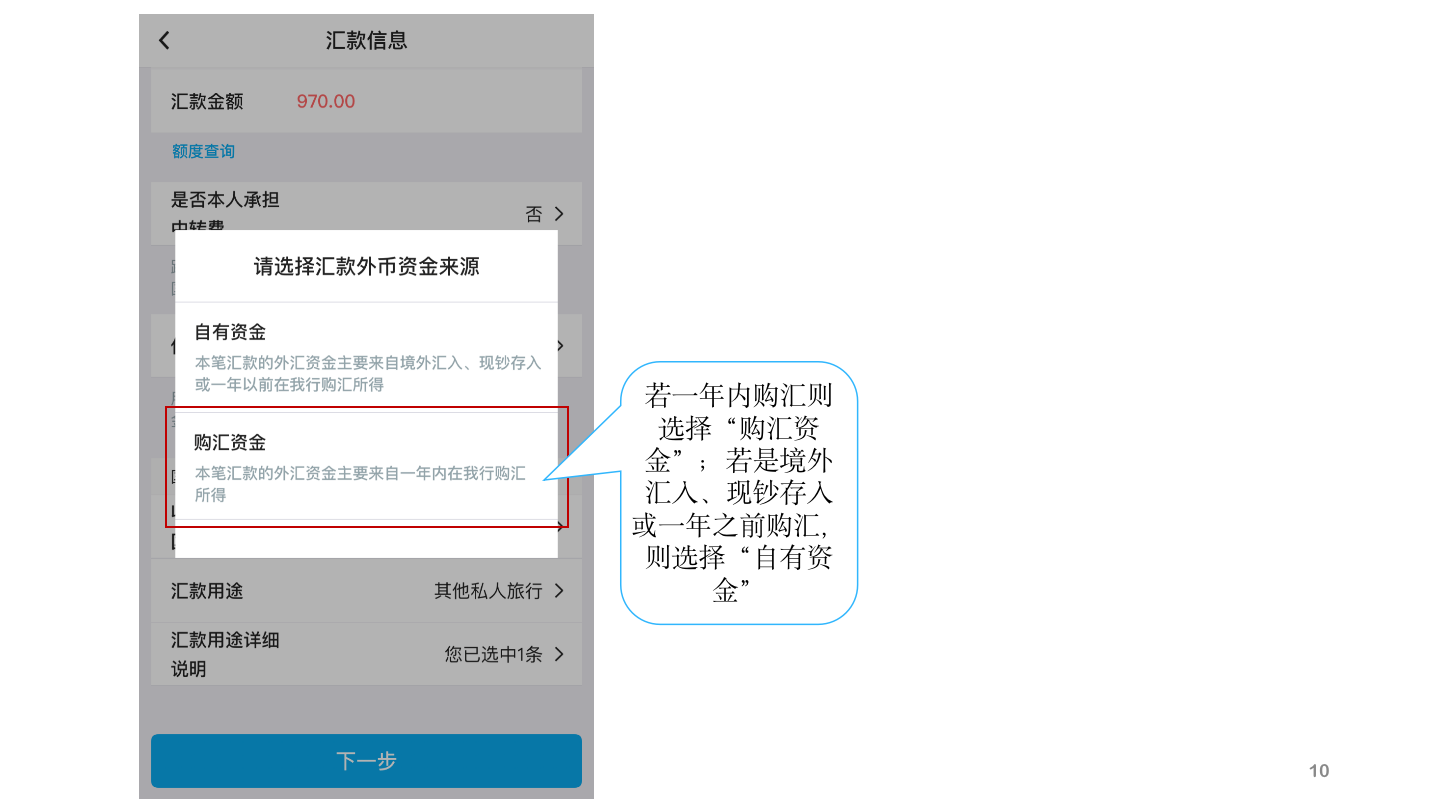 汇款信息
汇款金额 970.00
额度查询
是否本人承担
中转费
否
请选择汇款外币资金来源
自有资金
本笔汇款的外汇资金主要来自境外汇入、现钞存入
或一年以前在我行购汇所得
购汇资金
本笔汇款的外汇资金主要来自一年内在我行购汇
所得
汇款用途 其他私人旅行
汇款用途详细
说明
您已选中1条
下一步
若一年内购汇则
选择“购汇资
金”；若是境外
汇入、现钞存入
或一年之前购汇，
则选择“自有资
金”
10